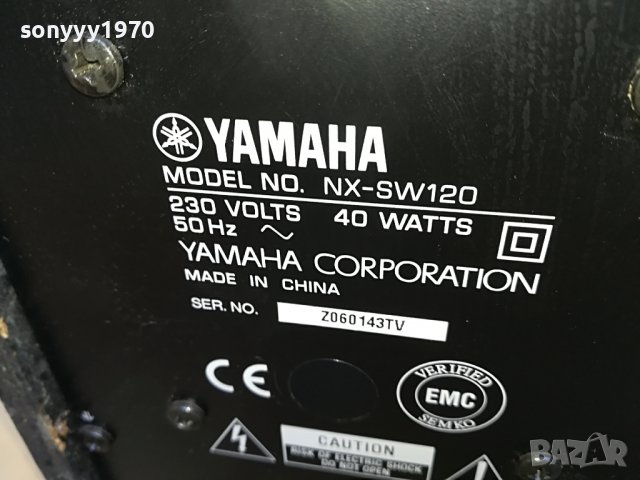 sonyyy1970
YAMAHA
MODEL NO. NX-SW120
230 VOLTS 40 WATTS
50 Hz ~
YAMAHA CORPORATION
MADE IN CHINA
SER. NO. Z060143TV
CE
VERIFIED
EMC
SEMKO
CAUTION
RISK OF ELECTRIC SHOCK
DO NOT OPEN
BAZAR